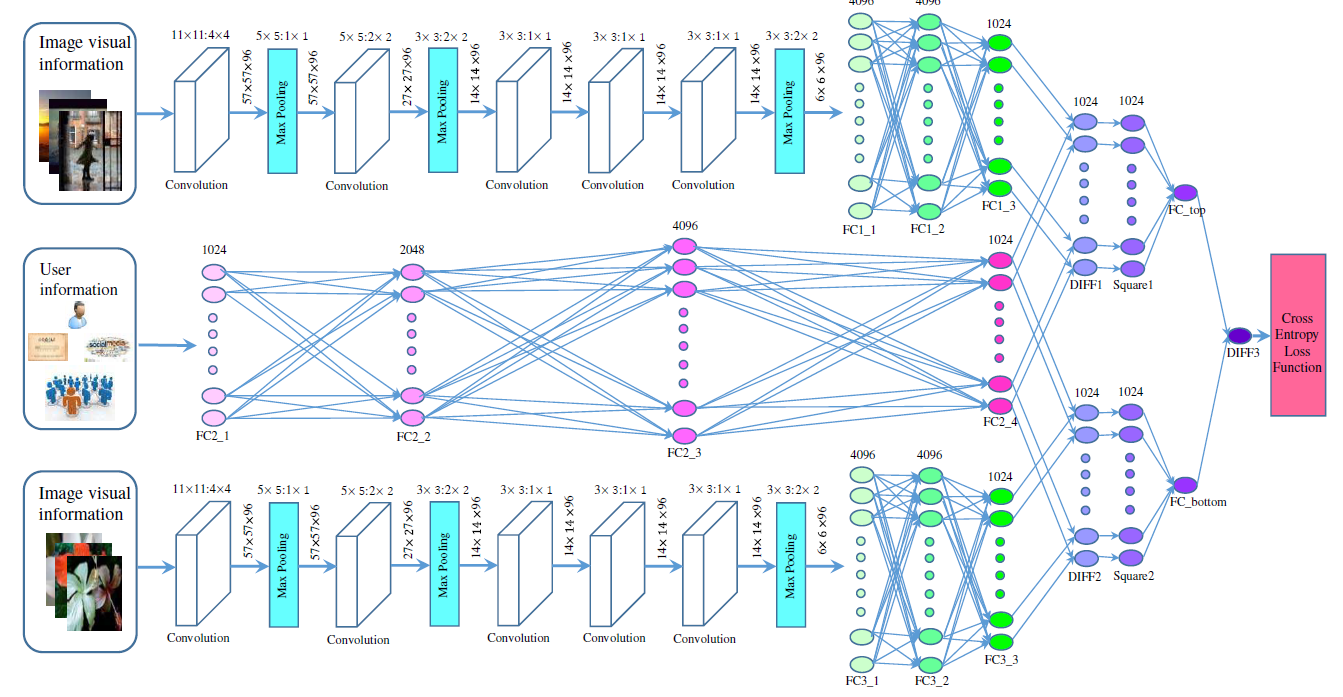 Image visual
information
11×11:4×4
57×57×96
5× 5:1× 1
57×57×96
5× 5:2× 2
27× 27×96
3× 3:2× 2
14× 14 ×96
3× 3:1× 1
14× 14 ×96
3× 3:1× 1
14× 14 ×96
3× 3:1× 1
14× 14 ×96
3× 3:2× 2
6× 6 ×96
4096
4096
1024
Convolution
Max Pooling
Convolution
Max Pooling
Convolution
Convolution
Convolution
Max Pooling
FC1_1
FC1_2
FC1_3
1024
1024
DIFF1
Square1
FC_top
User
information
social media
1024
2048
4096
1024
FC2_1
FC2_2
FC2_3
FC2_4
DIFF3
Cross
Entropy
Loss
Function
1024
1024
DIFF2
Square2
FC_bottom
Image visual
information
11×11:4×4
57×57×96
5× 5:1× 1
57×57×96
5× 5:2× 2
27× 27×96
3× 3:2× 2
14× 14 ×96
3× 3:1× 1
14× 14 ×96
3× 3:1× 1
14× 14 ×96
3× 3:1× 1
14× 14 ×96
3× 3:2× 2
6× 6 ×96
4096
4096
1024
Convolution
Max Pooling
Convolution
Max Pooling
Convolution
Convolution
Convolution
Max Pooling
FC3_1
FC3_2
FC3_3